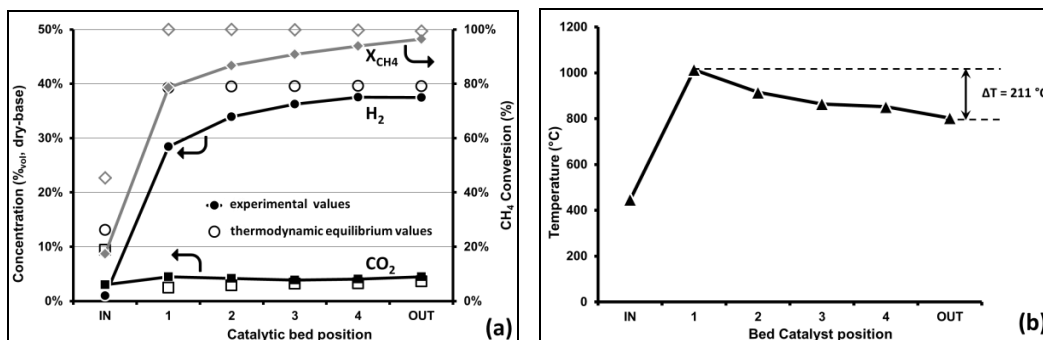 50%
40%
30%
20%
10%
0%
Concentration (%vol, dry-base)
100%
80%
60%
40%
20%
0%
CH4 Conversion (%)
XCH4
H2
experimental values
thermodynamic equilibrium values
CO2
IN 1 2 3 4 OUT
Catalytic bed position
(a)
1200
1000
800
600
400
200
0
Temperature (°C)
ΔT = 211 °C
IN 1 2 3 4 OUT
Bed Catalyst position
(b)